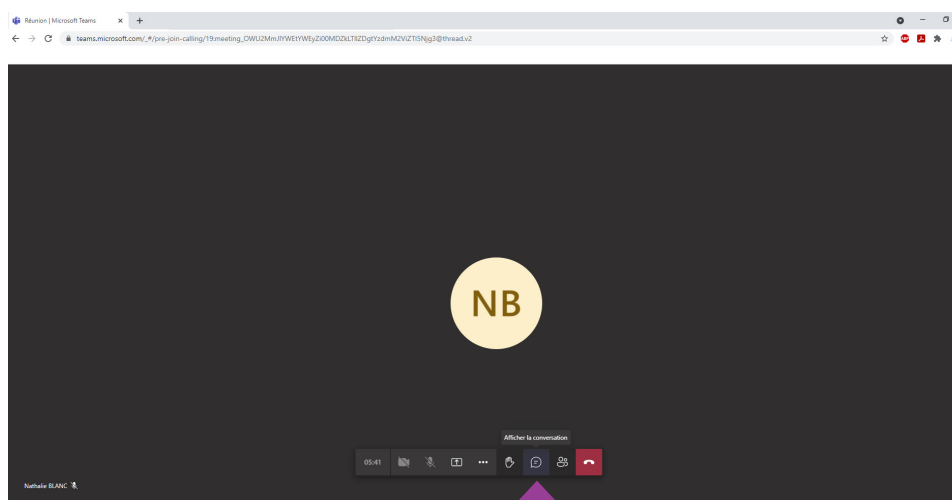 Réunion | Microsoft Teams
teams.microsoft.com/_#/pre-join-calling/19:meeting_OWU2MmJlYWEtYWEyZi00MDZkLTllZDgtYzdmM2ViZTI5Njg3@thread.v2
ABP
NB
Afficher la conversation
05:41
Nathalie BLANC